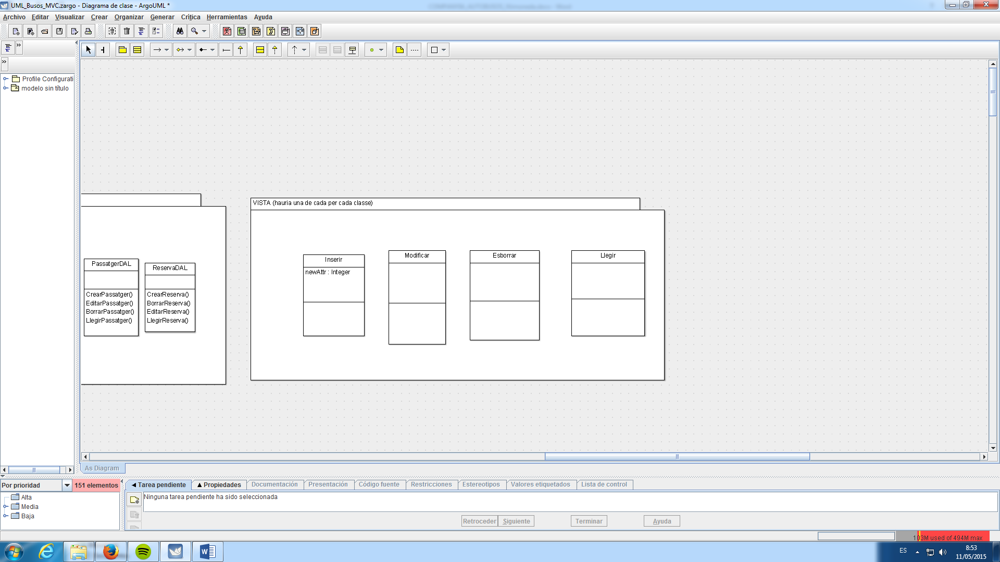 UML_Busos_MVC.zargo - Diagrama de clase - ArgoUML *
Archivo Editar Visualizar Crear Organizar Generar Crítica Herramientas Ayuda
Profile Configurati
modelo sin título
VISTA (hauria una de cada per cada classe)
PassatgerDAL
CrearPassatger()
EditarPassatger()
BorrarPassatger()
LlegirPassatger()
ReservaDAL
CrearReserva()
BorrarReserva()
EditarReserva()
LlegirReserva()
Inserir
newAttr : Integer
Modificar
Esborrar
Llegir
As Diagram
Por prioridad
151 elementos
Alta
Media
Baja
Tarea pendiente Propiedades Documentación Presentación Código fuente Restricciones Estereotipos Valores etiquetados Lista de control
Ninguna tarea pendiente ha sido seleccionada
Retroceder Siguiente Terminar Ayuda
103M used of 494M max
ES
8:53
11/05/2015